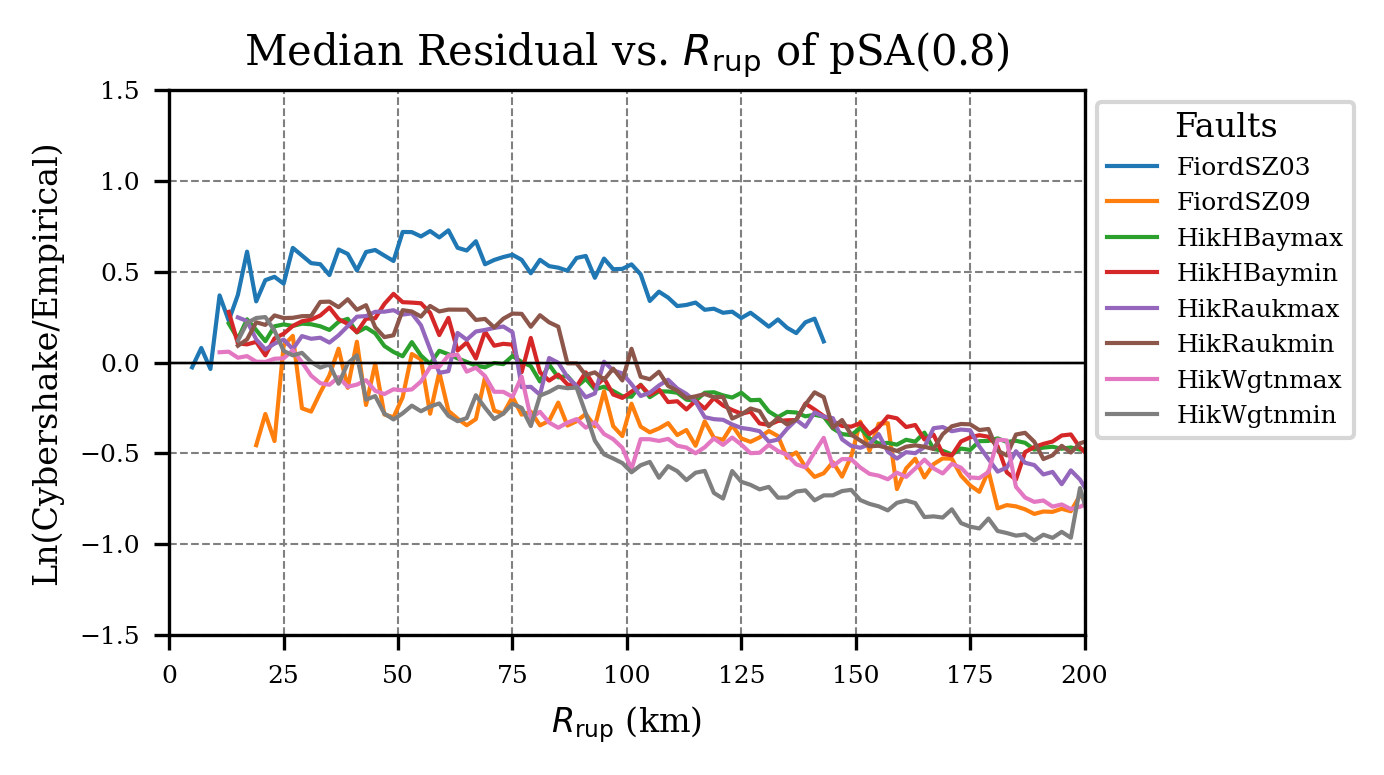 Median Residual vs. Rrup of pSA(0.8)
Ln(Cybershake/Empirical)
1.5
1.0
0.5
0.0
−0.5
−1.0
−1.5
0 25 50 75 100 125 150 175 200
Rrup (km)
Faults
FiordSZ03
FiordSZ09
HikHBaymax
HikHBaymin
HikRaukmax
HikRaukmin
HikWgtnmax
HikWgtnmin